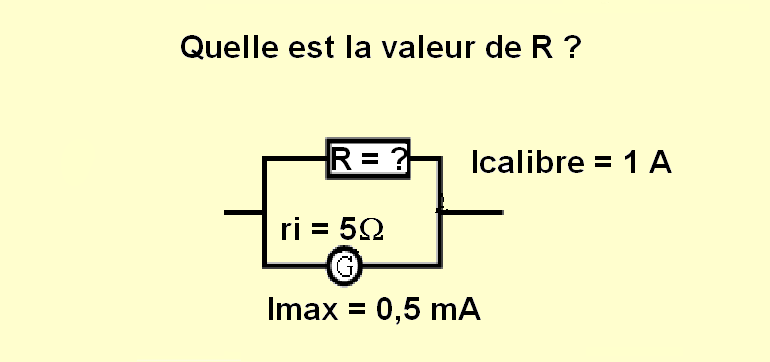 Quelle est la valeur de R ?
R = ?
Icalibre = 1 A
ri = 5Ω
G
Imax = 0,5 mA